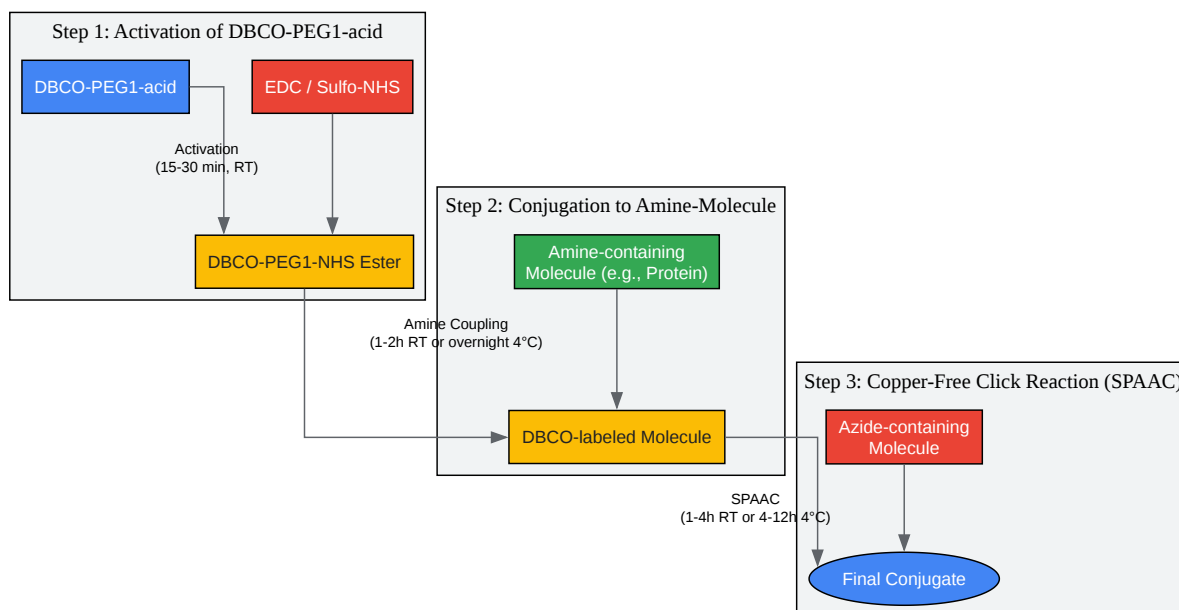 Step 1: Activation of DBCO-PEG1-acid
DBCO-PEG1-acid
EDC / Sulfo-NHS
Activation
(15-30 min, RT)
DBCO-PEG1-NHS Ester
Step 2: Conjugation to Amine-Molecule
Amine-containing
Molecule (e.g., Protein)
Amine Coupling
(1-2h RT or overnight 4°C)
DBCO-labeled Molecule
Step 3: Copper-Free Click Reaction (SPAAC)
Azide-containing
Molecule
SPAAC
(1-4h RT or 4-12h 4°C)
Final Conjugate